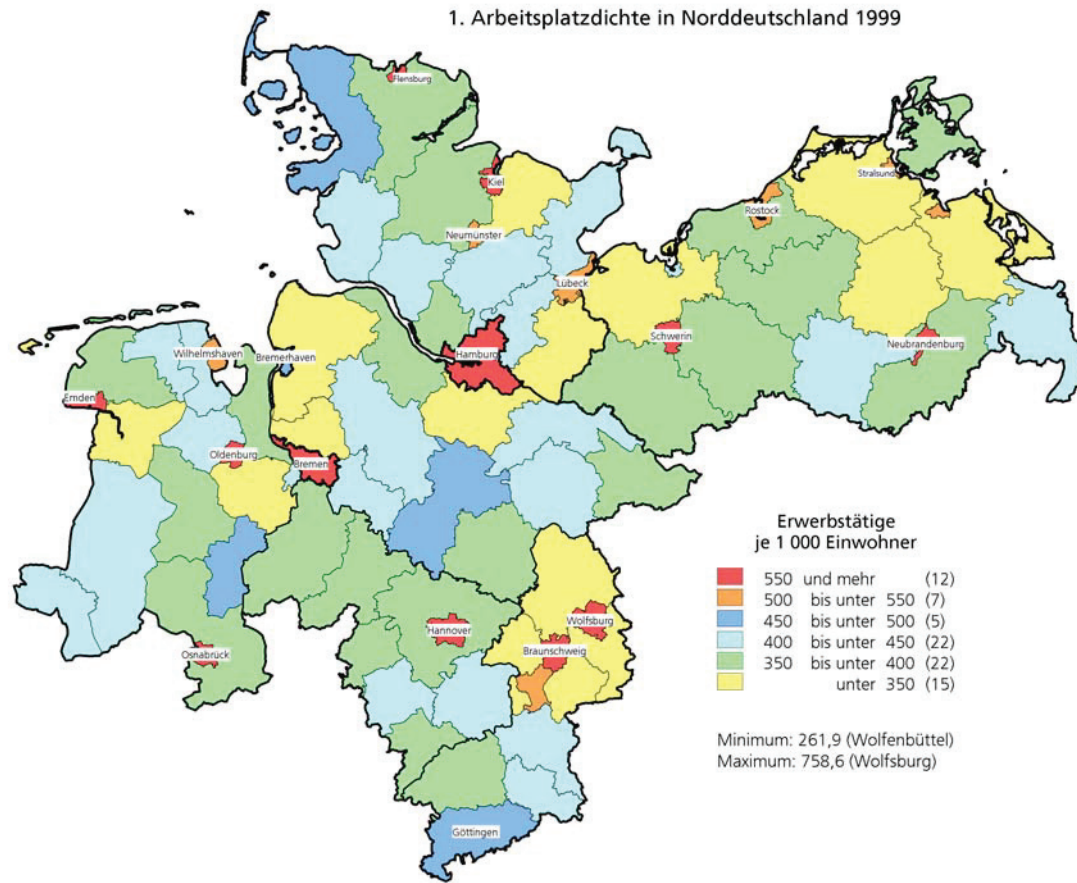 1. Arbeitsplatzdichte in Norddeutschland 1999
Flensburg
Kiel
Stralsund
Rostock
Neumünster
Lübeck
Schwerin
Neubrandenburg
Hamburg
Wilhelmshaven
Bremerhaven
Emden
Oldenburg
Bremen
Hannover
Wolfsburg
Braunschweig
Osnabrück
Göttingen
Erwerbstätige
je 1 000 Einwohner
550 und mehr (12)
500 bis unter 550 (7)
450 bis unter 500 (5)
400 bis unter 450 (22)
350 bis unter 400 (22)
unter 350 (15)
Minimum: 261,9 (Wolfenbüttel)
Maximum: 758,6 (Wolfsburg)